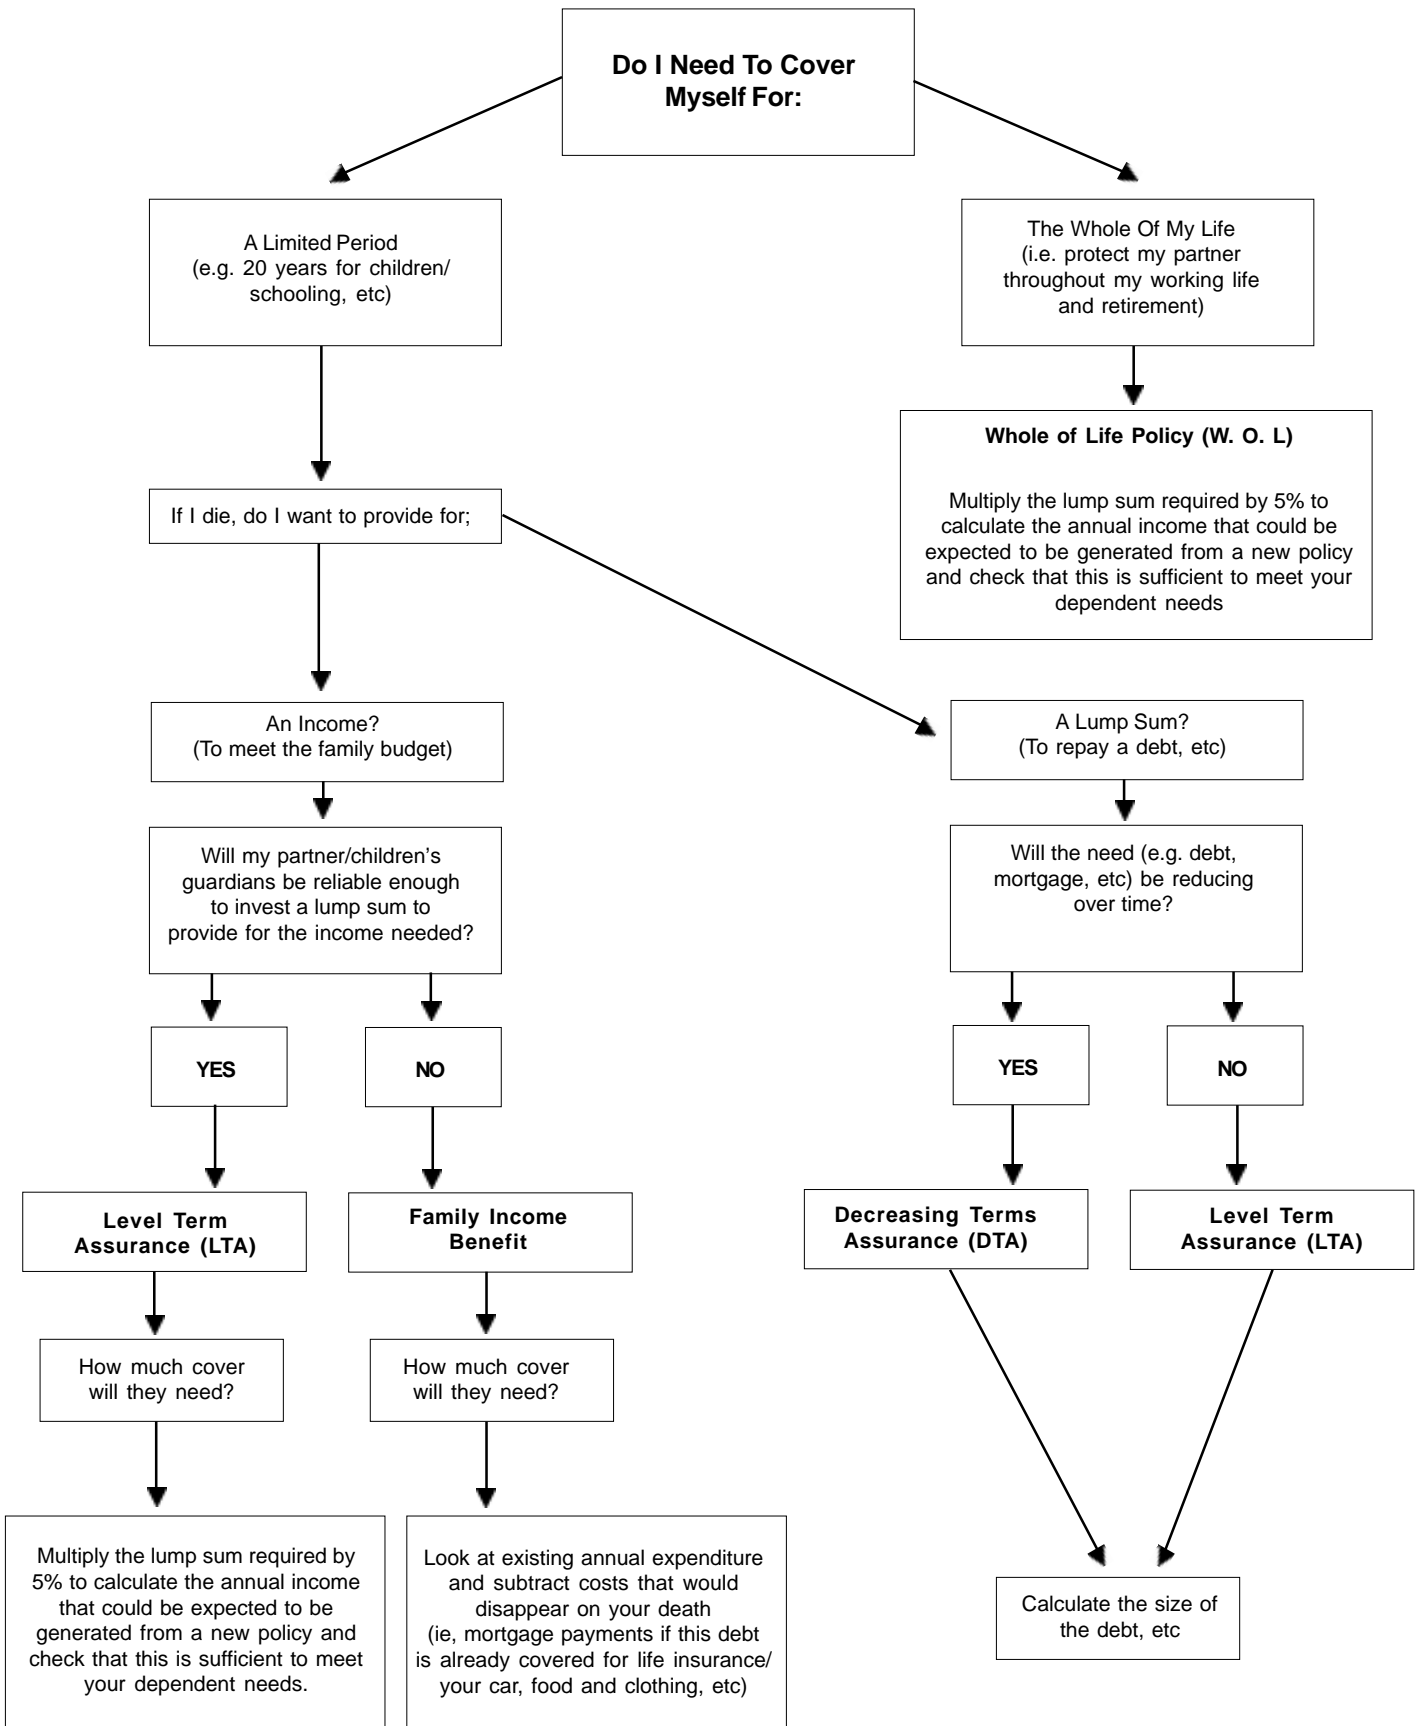 Do I Need To Cover
Myself For:
A Limited Period
(e.g. 20 years for children/
schooling, etc)
The Whole Of My Life
(i.e. protect my partner
throughout my working life
and retirement)
Whole of Life Policy (W. O. L)
Multiply the lump sum required by 5% to
calculate the annual income that could be
expected to be generated from a new policy
and check that this is sufficient to meet your
dependent needs
If I die, do I want to provide for;
An Income?
(To meet the family budget)
A Lump Sum?
(To repay a debt, etc)
Will my partner/children's
guardians be reliable enough
to invest a lump sum to
provide for the income needed?
Will the need (e.g. debt,
mortgage, etc) be reducing
over time?
YES
NO
YES
NO
Level Term
Assurance (LTA)
Family Income
Benefit
Decreasing Terms
Assurance (DTA)
Level Term
Assurance (LTA)
How much cover
will they need?
How much cover
will they need?
Multiply the lump sum required by
5% to calculate the annual income
that could be expected to be
generated from a new policy and
check that this is sufficient to meet
your dependent needs.
Look at existing annual expenditure
and subtract costs that would
disappear on your death
(ie, mortgage payments if this debt
is already covered for life insurance/
your car, food and clothing, etc)
Calculate the size of
the debt, etc